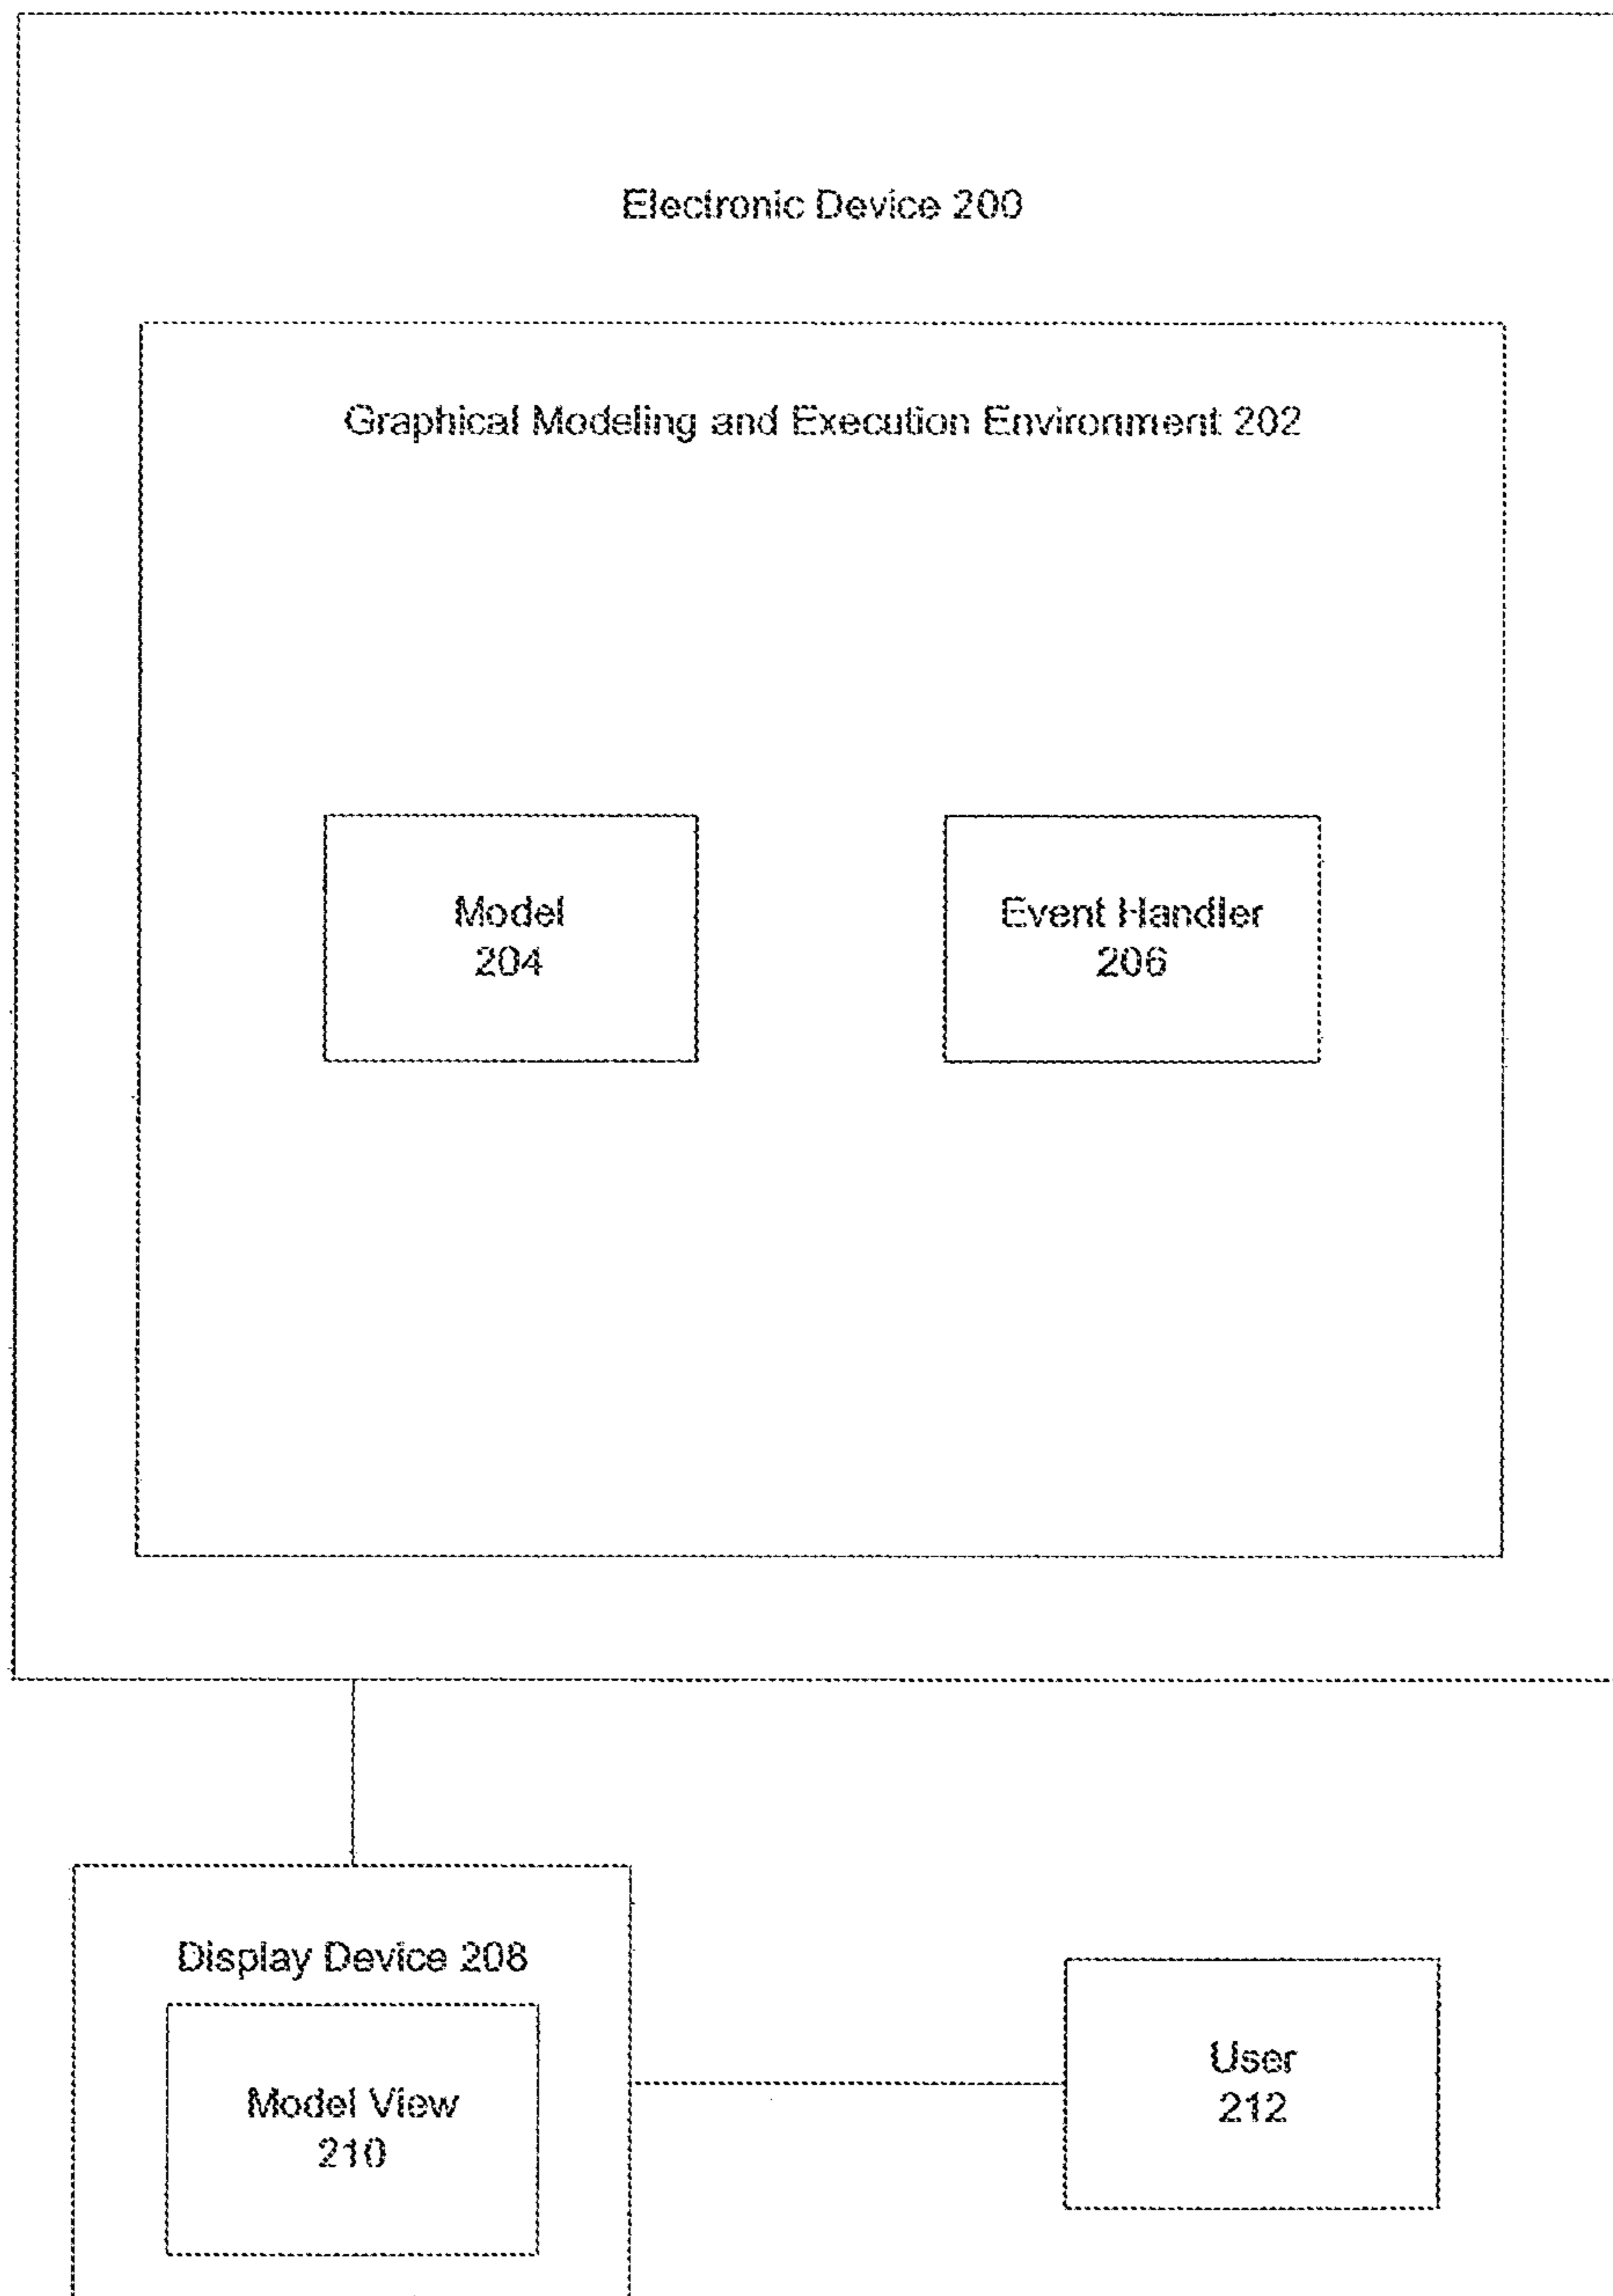 Electronic Device 200
Graphical Modeling and Execution Environment 202
Model
204
Event Handler
206
Display Device 208
Model View
210
User
212